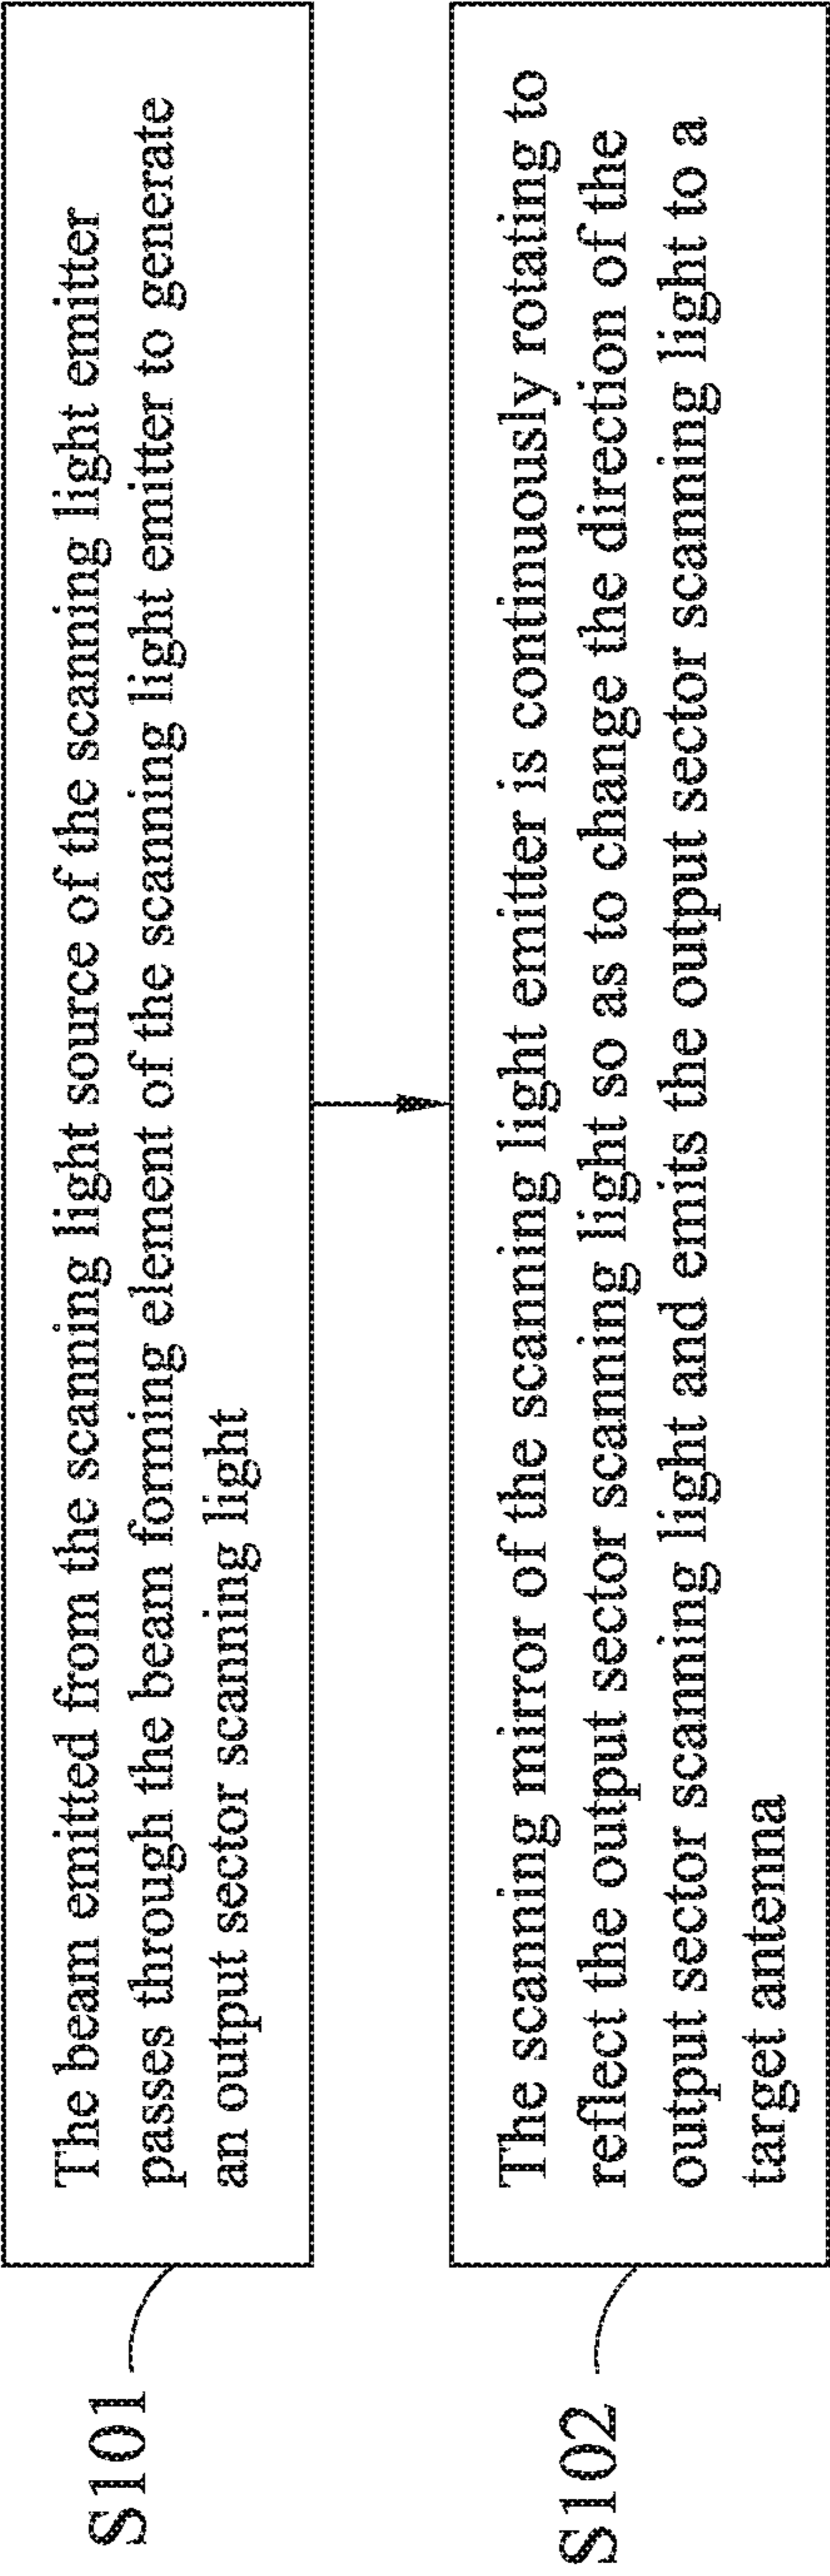 S101
The beam emitted from the scanning light source of the scanning light emitter
passes through the beam forming element of the scanning light emitter to generate
an output sector scanning light
S102
The scanning mirror of the scanning light emitter is continuously rotating to
reflect the output sector scanning light so as to change the direction of the
output sector scanning light and emits the output sector scanning light to a
target antenna